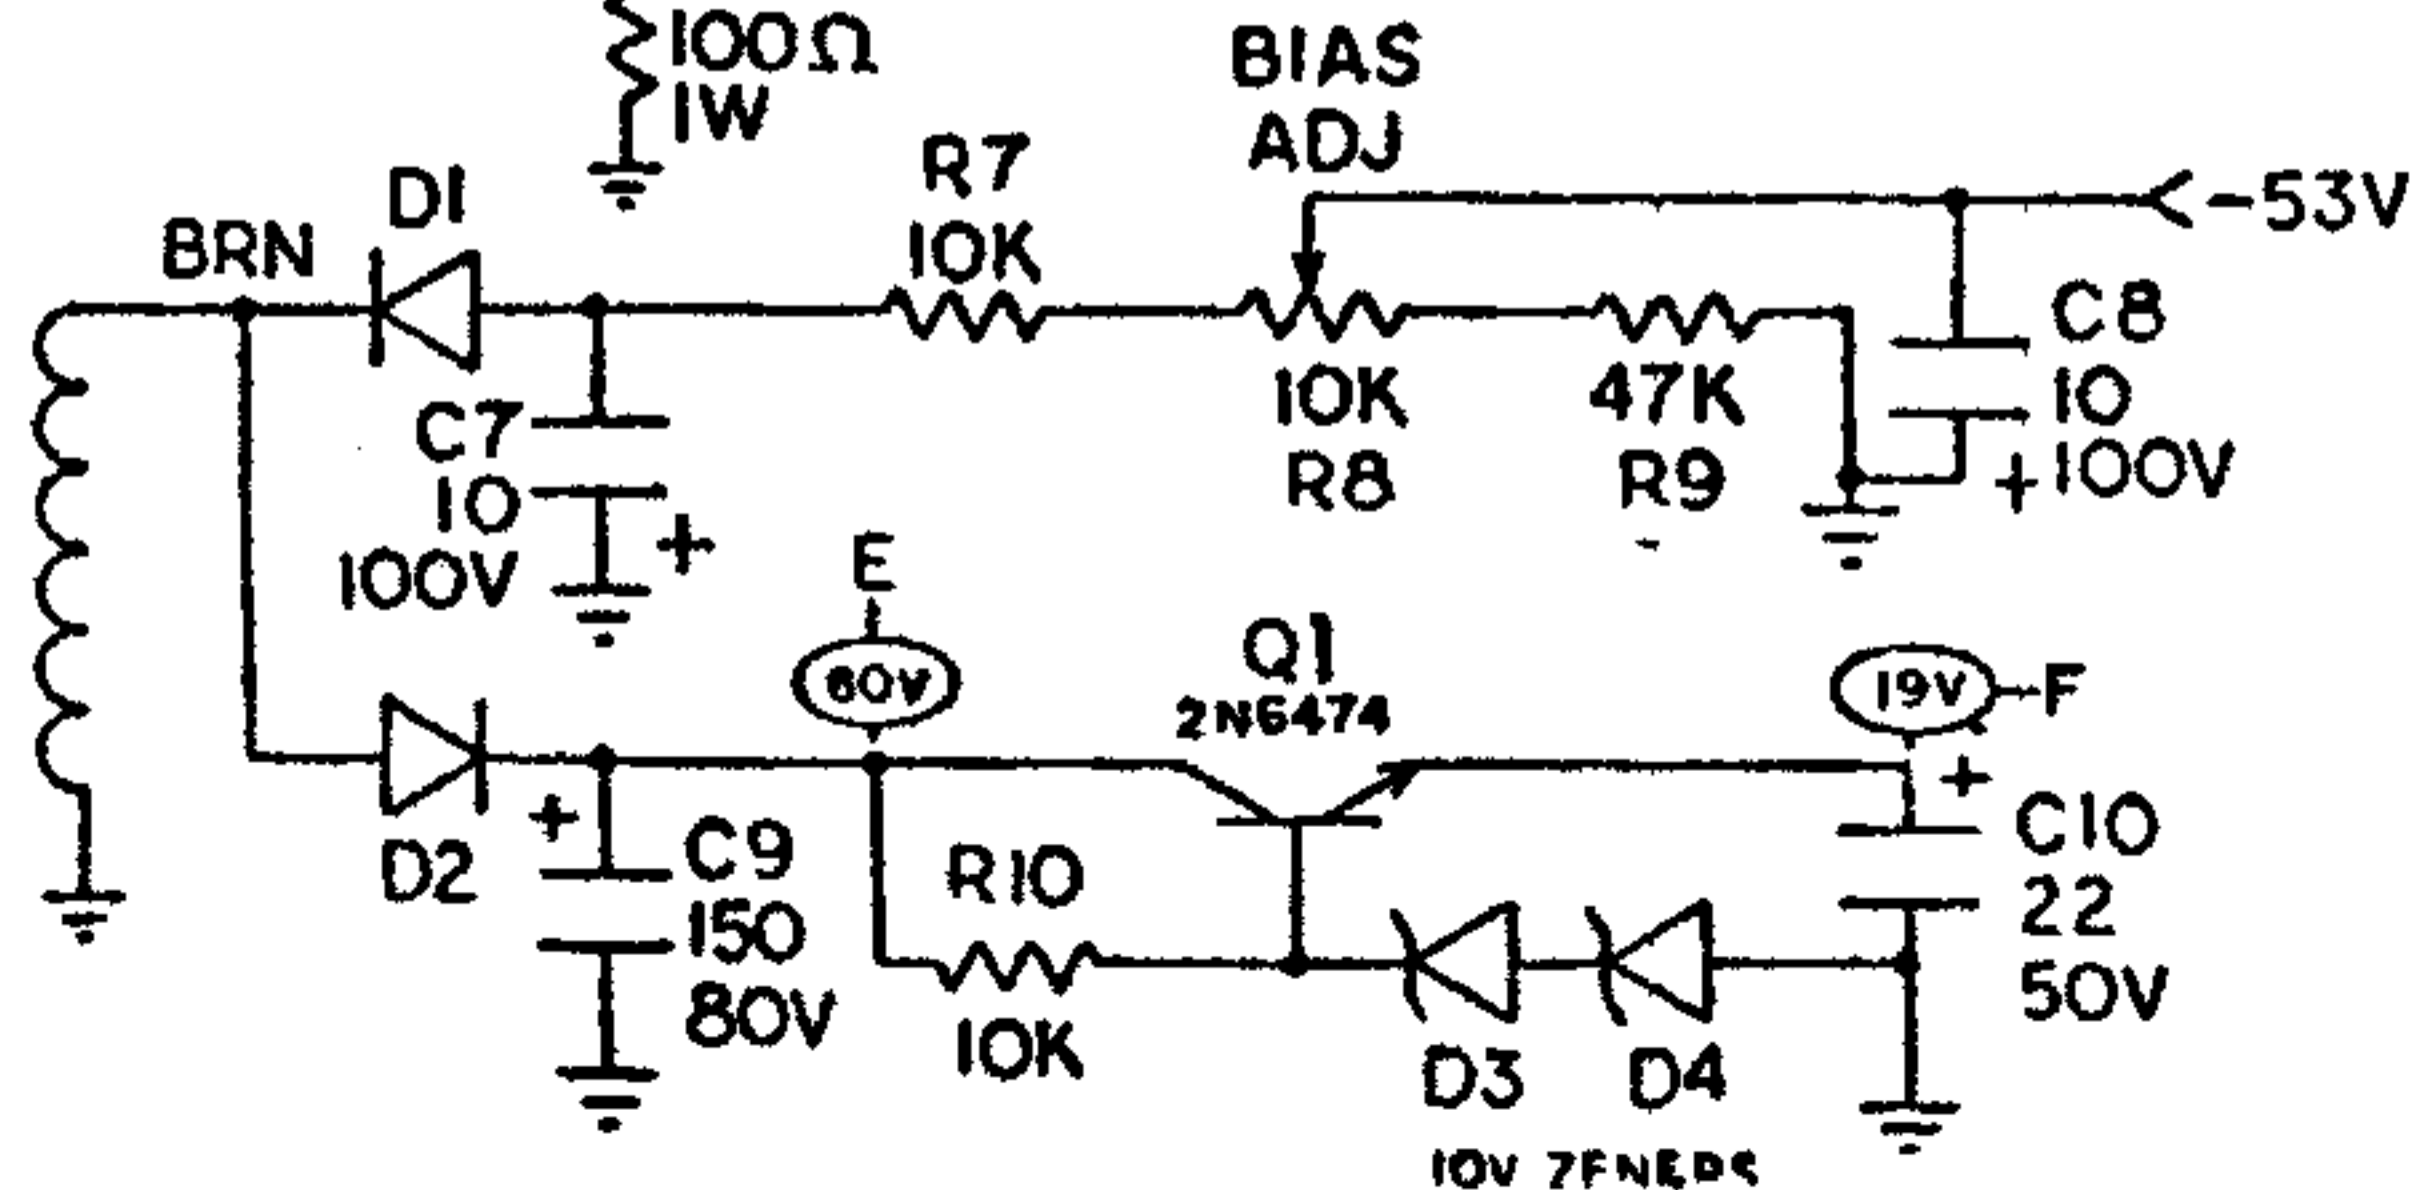 100Ω
1W
BIAS
ADJ
R7
10K
D1
BRN
-53V
C7
10
100V
+
10K
R8
47K
R9
C8
10
+100V
E
60V
Q1
2N6474
19V
F
D2
+
C9
150
80V
R10
10K
D3
D4
+
C10
22
50V
10V